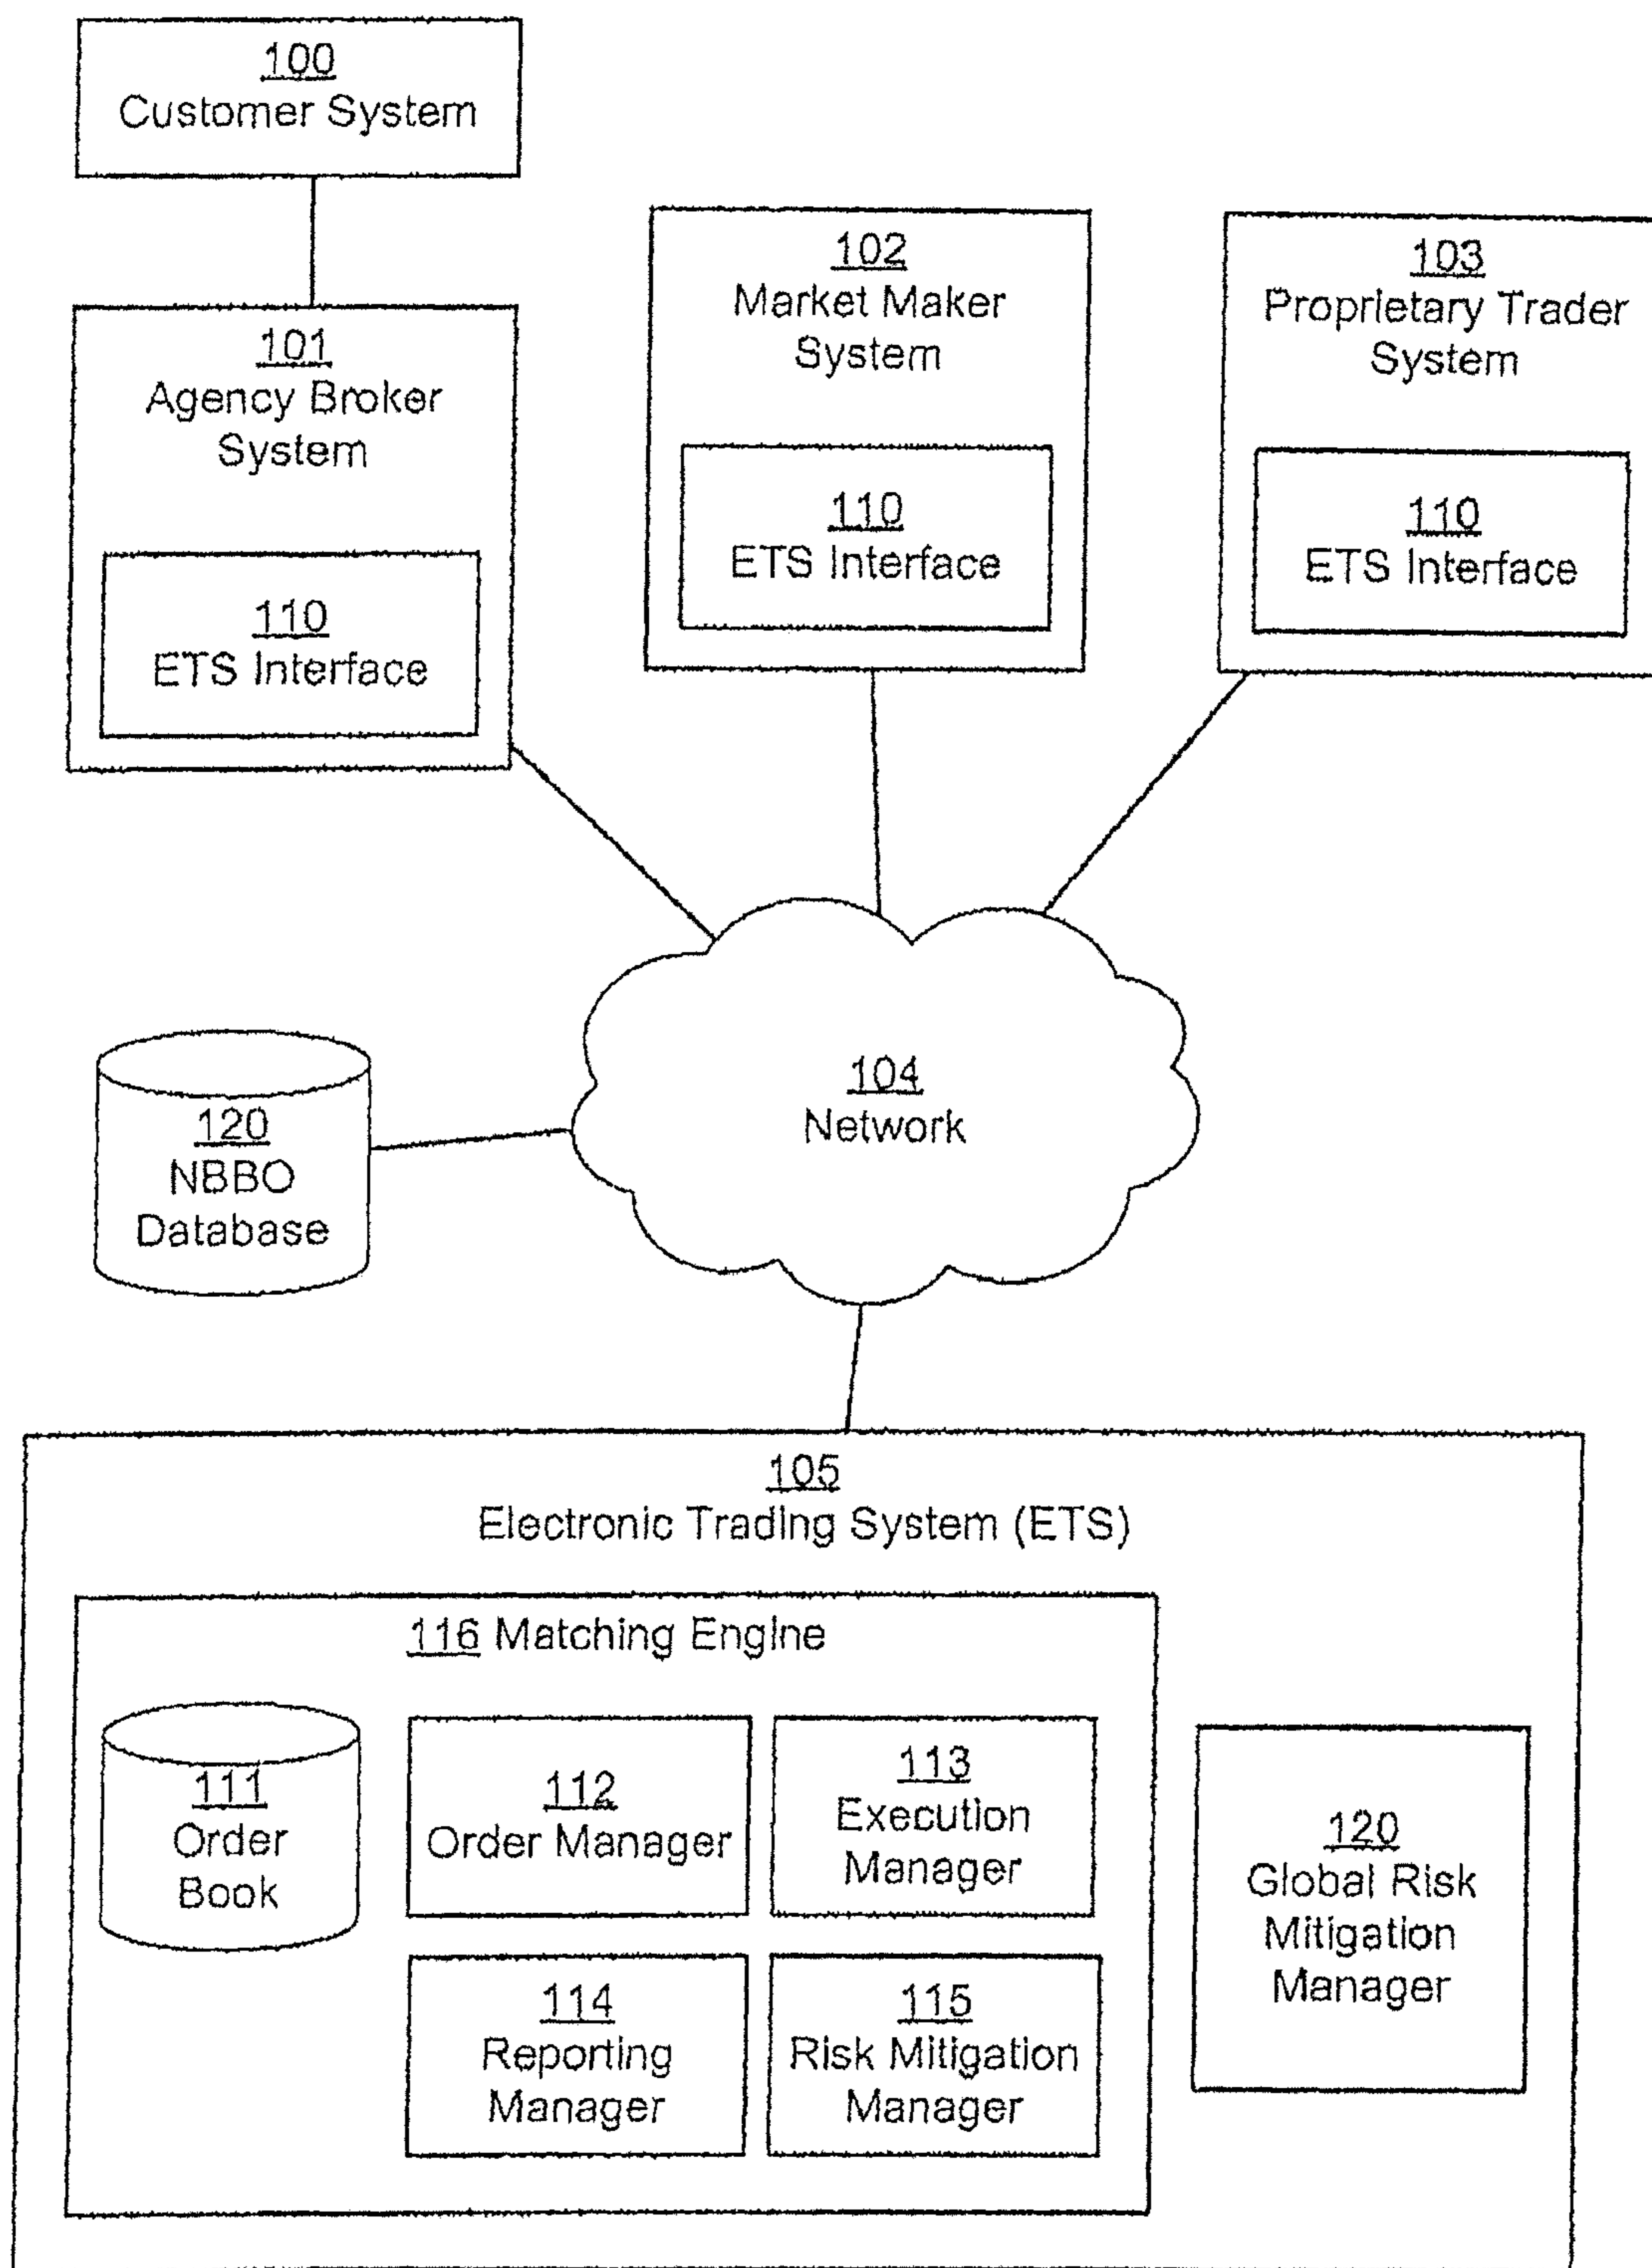 100
Customer System
101
Agency Broker
System
110
ETS Interface
102
Market Maker
System
110
ETS Interface
103
Proprietary Trader
System
110
ETS Interface
104
Network
120
NBBO
Database
105
Electronic Trading System (ETS)
116 Matching Engine
111
Order
Book
112
Order Manager
113
Execution
Manager
114
Reporting
Manager
115
Risk Mitigation
Manager
120
Global Risk
Mitigation
Manager